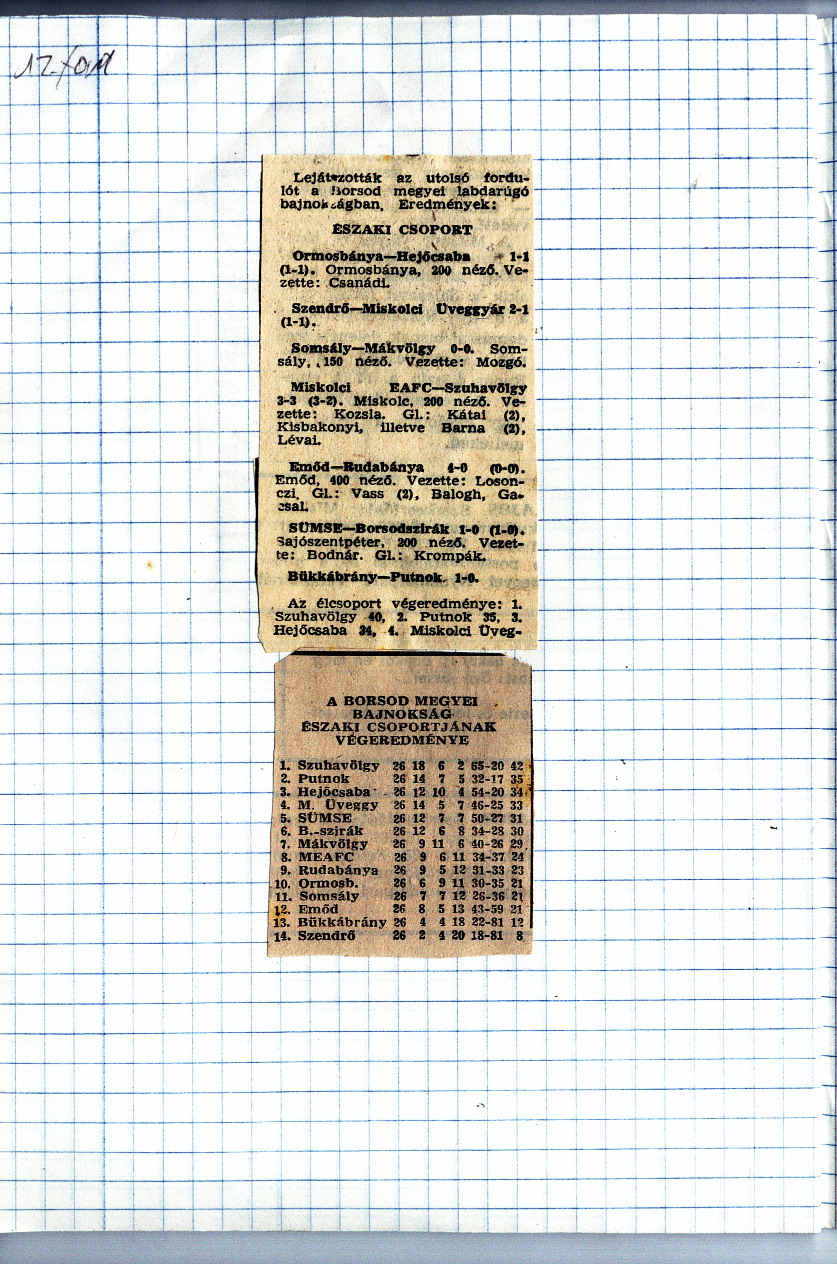 Lejátszották az utolsó fordu-
lót a Borsod megyei labdarúgó
bajnokságban. Eredmények:
ÉSZAKI CSOPORT
Ormosbánya—Hejőcsaba 1-1
(1-1). Ormosbánya, 200 néző. Ve-
zette: Csanádi.
Szendrő—Miskolci Üveggyár 2-1
(1-1).
Somsály—Mákvölgy 0-0. Som-
sály, 150 néző. Vezette: Mozgó.
Miskolci EAFC—Szuhavölgy
3-3 (3-2). Miskolc, 200 néző. Ve-
zette: Kozsla. Gl.: Kátai (2),
Kisbakonyi, illetve Barna (2),
Lévai.
Emőd—Rudabánya 4-0 (0-0).
Emőd, 400 néző. Vezette: Loson-
czi. Gl.: Vass (2), Balogh, Ga-
csal.
SÜMSE—Borsodszirák 1-0 (1-0).
Sajószentpéter, 200 néző. Vezet-
te: Bodnár. Gl.: Krompák.
Bükkábrány—Putnok 1-0.
Az élcsoport végeredménye: 1.
Szuhavölgy 40, 2. Putnok 35, 3.
Hejőcsaba 34, 4. Miskolci Üveg-
A BORSOD MEGYEI
BAJNOKSÁG
ÉSZAKI CSOPORTJÁNAK
VÉGEREDMÉNYE
1. Szuhavölgy 26 18 6 2 65-20 42
2. Putnok 26 14 7 5 32-17 35
3. Hejőcsaba 26 12 10 4 54-20 34
4. M. Üveggy 26 14 5 7 46-25 33
5. SÜMSE 26 12 7 7 50-27 31
6. B.-szirák 26 12 6 8 34-28 30
7. Mákvölgy 26 9 11 6 40-26 29
8. MEAFC 26 9 6 11 34-37 24
9. Rudabánya 26 9 5 12 31-33 23
10. Ormosb. 26 6 9 11 30-35 21
11. Somsály 26 7 7 12 26-36 21
12. Emőd 26 8 5 13 43-59 21
13. Bükkábrány 26 4 4 18 22-81 12
14. Szendrő 26 2 4 20 18-81 8